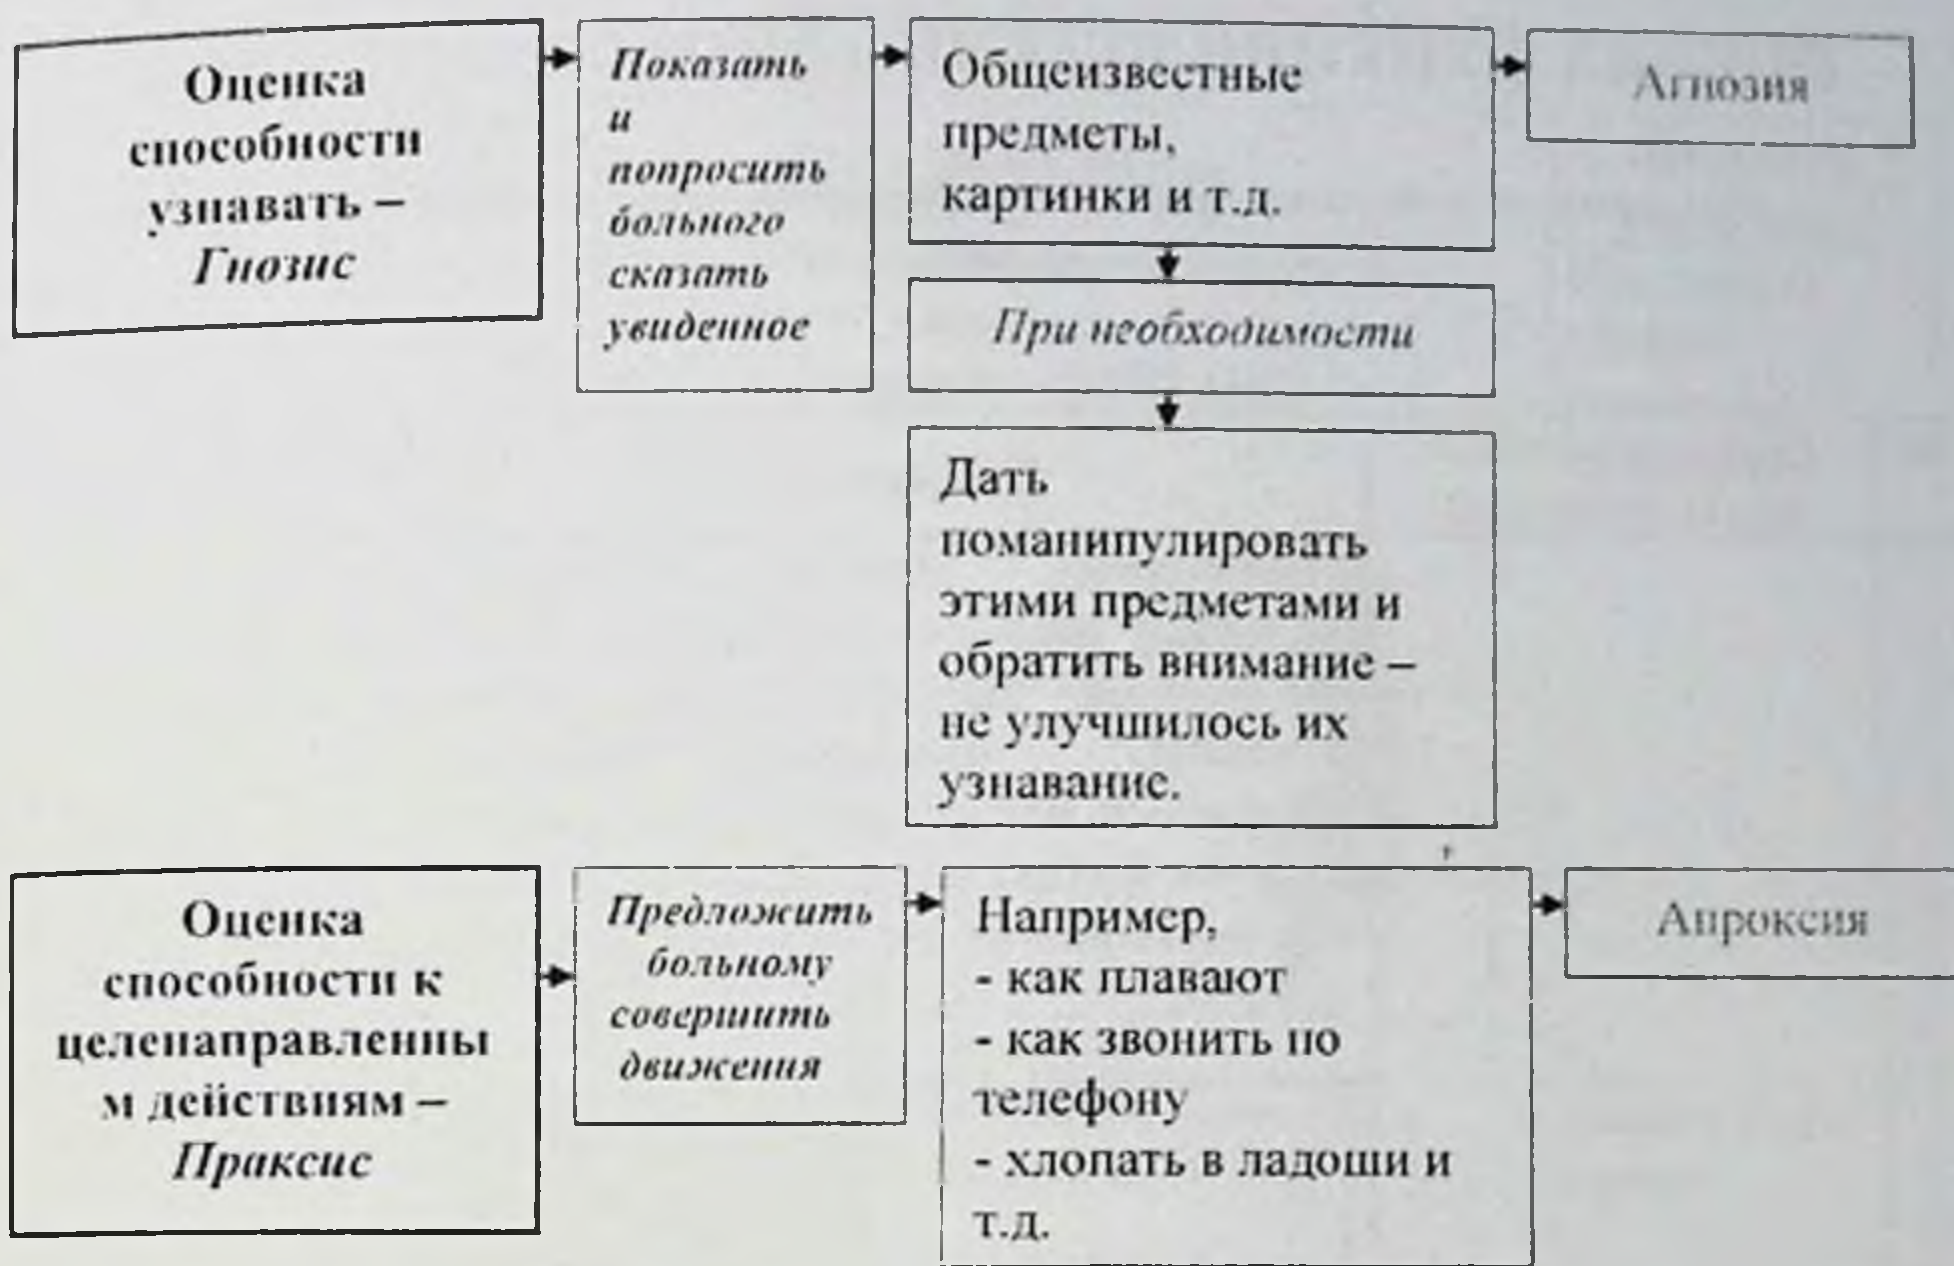 Оценка
способности
узнавать –
Гнозис
Показать
и
попросить
больного
сказать
увиденное
Общеизвестные
предметы,
картинки и т.д.
Агнозия
При необходимости
Дать
поманипулировать
этими предметами и
обратить внимание –
не улучшилось их
узнавание.
Оценка
способности к
целенаправленны
м действиям –
Праксис
Предложить
больному
совершить
движения
Например,
- как плавают
- как звонить по
телефону
- хлопать в ладоши и
т.д.
Апроксия